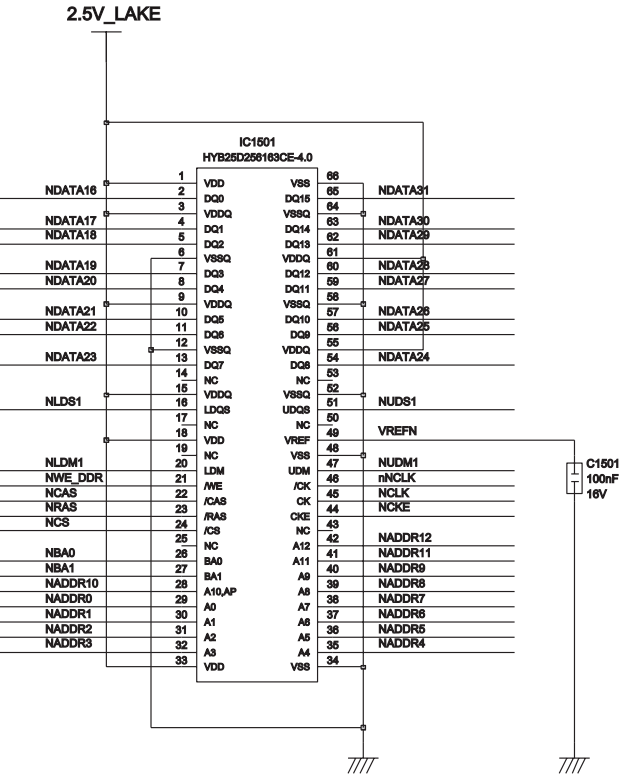 2.5V_LAKE
IC1501
HYB25D256163CE-4.0
1 VDD VSS 66
NDATA16 2 DQ0 DQ15 65 NDATA31
3 VDDQ VSSQ 64
NDATA17 4 DQ1 DQ14 63 NDATA30
NDATA18 5 DQ2 DQ13 62 NDATA29
6 VSSQ VDDQ 61
NDATA19 7 DQ3 DQ12 60 NDATA28
NDATA20 8 DQ4 DQ11 59 NDATA27
9 VDDQ VSSQ 58
NDATA21 10 DQ5 DQ10 57 NDATA26
NDATA22 11 DQ6 DQ9 56 NDATA25
12 VSSQ VDDQ 55
NDATA23 13 DQ7 DQ8 54 NDATA24
14 NC NC 53
15 VDDQ VSSQ 52
NLDS1 16 LDQS UDQS 51 NUDS1
17 NC NC 50
18 VDD VREF 49 VREFN
19 NC VSS 48
NLDM1 20 LDM UDM 47 NUDM1
NWE_DDR 21 /WE /CK 46 nNCLK
NCAS 22 /CAS CK 45 NCLK
NRAS 23 /RAS CKE 44 NCKE
NCS 24 /CS NC 43
25 NC A12 42 NADDR12
NBA0 26 BA0 A11 41 NADDR11
NBA1 27 BA1 A9 40 NADDR9
NADDR10 28 A10,AP A8 39 NADDR8
NADDR0 29 A0 A7 38 NADDR7
NADDR1 30 A1 A6 37 NADDR6
NADDR2 31 A2 A5 36 NADDR5
NADDR3 32 A3 A4 35 NADDR4
33 VDD VSS 34
C1501
100nF
16V